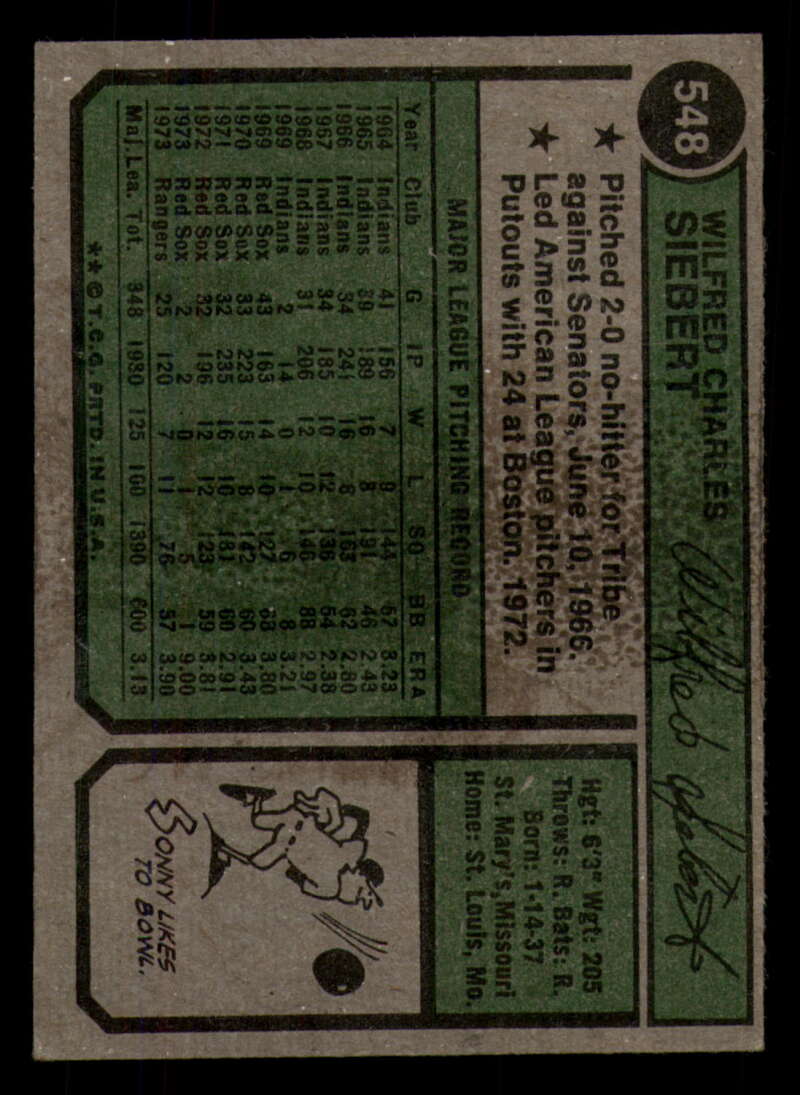 548
WILFRED CHARLES
SIEBERT
Wilfred Siebert
★ Pitched 2-0 no-hitter for Tribe
against Senators, June 10, 1966.
★ Led American League pitchers in
Putouts with 24 at Boston, 1972.
MAJOR LEAGUE PITCHING RECORD
Year Club G IP W L SO BB ERA
1964 Indians 41 156 7 9 144 57 3.23
1965 Indians 39 189 16 8 191 46 2.43
1966 Indians 34 241 16 8 163 62 2.80
1967 Indians 34 185 10 12 136 54 2.38
1968 Indians 31 206 12 10 146 88 2.97
1969 Indians 2 14 0 1 6 8 3.21
1969 Red Sox 43 163 14 10 127 68 3.80
1970 Red Sox 33 223 15 8 142 60 3.43
1971 Red Sox 32 235 16 10 181 60 2.91
1972 Red Sox 32 196 12 12 123 59 3.81
1973 Red Sox 2 2 0 1 5 1 9.00
1973 Rangers 25 120 7 11 76 37 3.90
Maj. Lea. Tot. 348 1930 125 100 1390 600 3.13
**©T.C.G. PRTD. IN U.S.A.
Hgt: 6'3" Wgt: 205
Throws: R. Bats: R.
Born: 1-14-37
St. Mary's, Missouri
Home: St. Louis, Mo.
SONNY LIKES
TO BOWL.